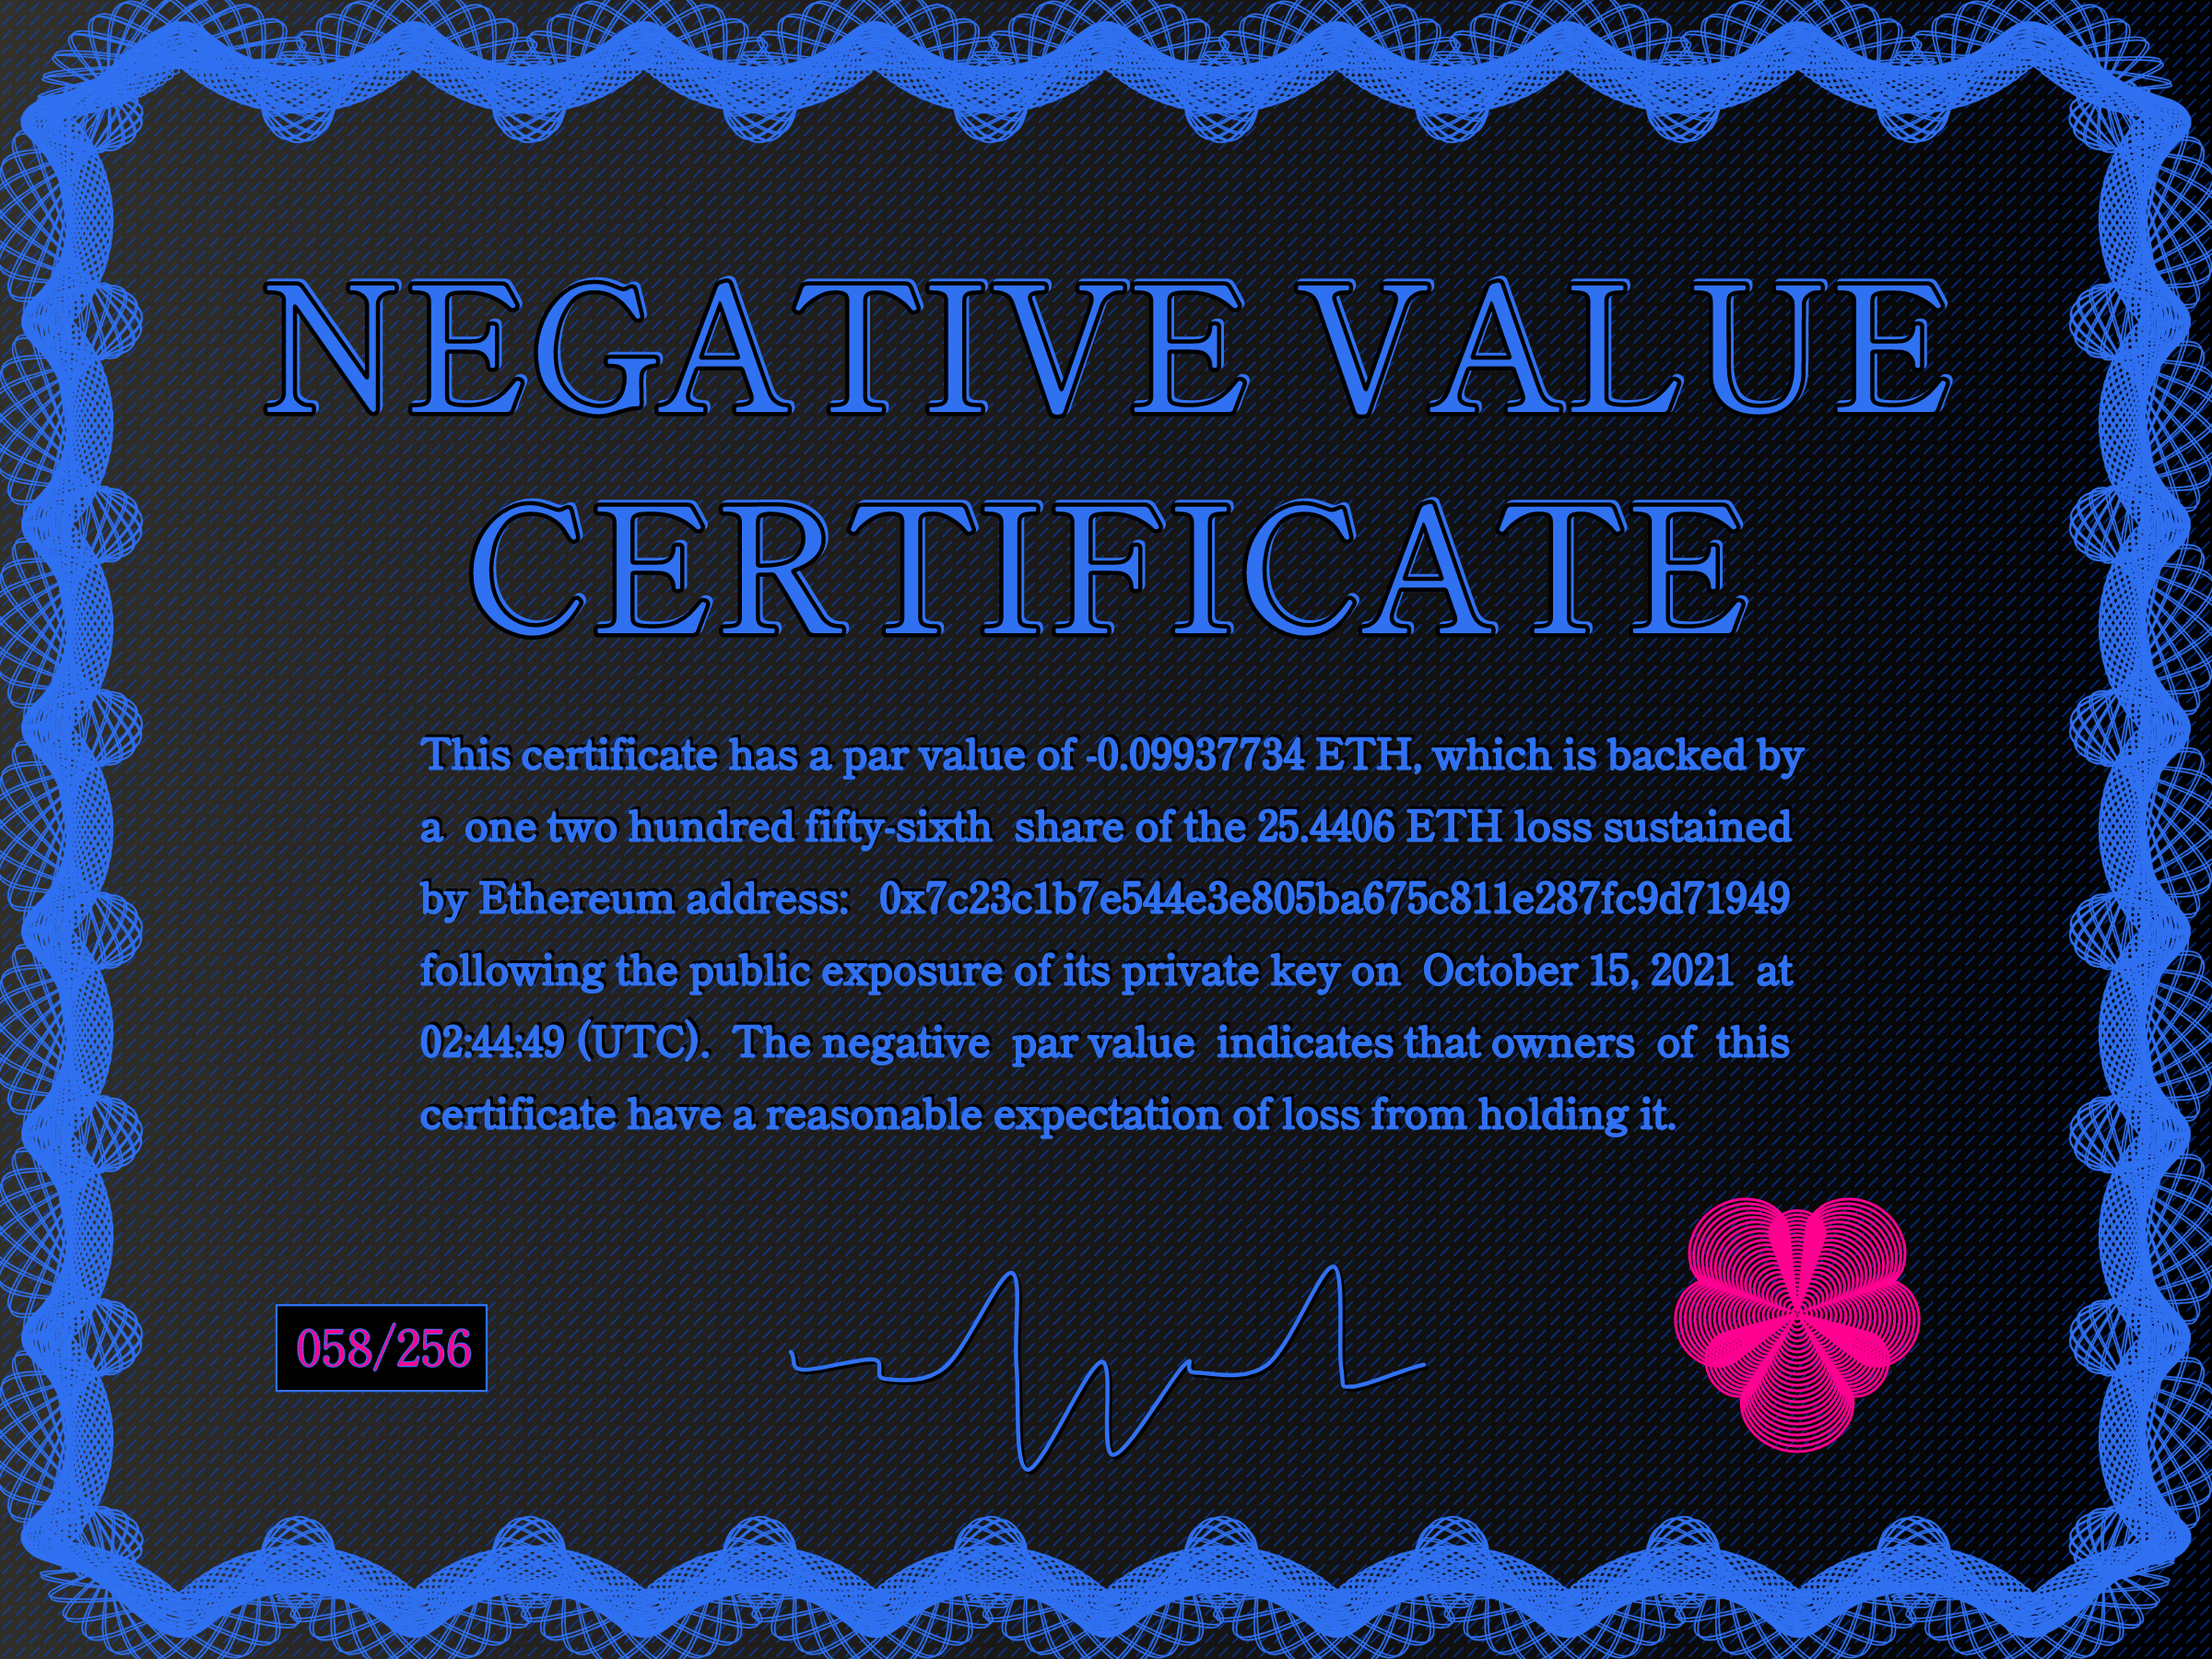 NEGATIVE VALUE
CERTIFICATE
This certificate has a par value of -0.09937734 ETH, which is backed by
a one two hundred fifty-sixth share of the 25.4406 ETH loss sustained
by Ethereum address: 0x7c23c1b7e544e3e805ba675c811e287fc9d71949
following the public exposure of its private key on October 15, 2021 at
02:44:49 (UTC). The negative par value indicates that owners of this
certificate have a reasonable expectation of loss from holding it.
058/256